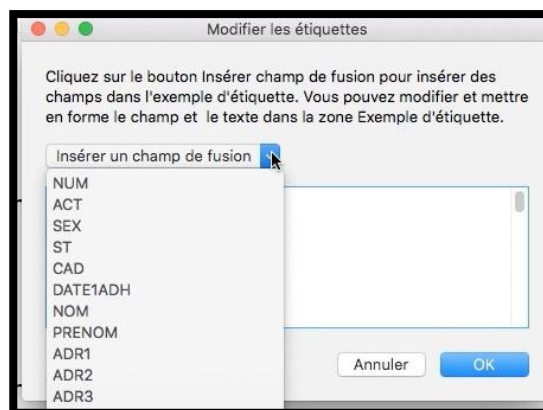 Modifier les étiquettes
Cliquez sur le bouton Insérer champ de fusion pour insérer des
champs dans l'exemple d'étiquette. Vous pouvez modifier et mettre
en forme le champ et le texte dans la zone Exemple d'étiquette.
Insérer un champ de fusion
NUM
ACT
SEX
ST
CAD
DATE1ADH
NOM
PRENOM
ADR1
ADR2
ADR3
Annuler OK